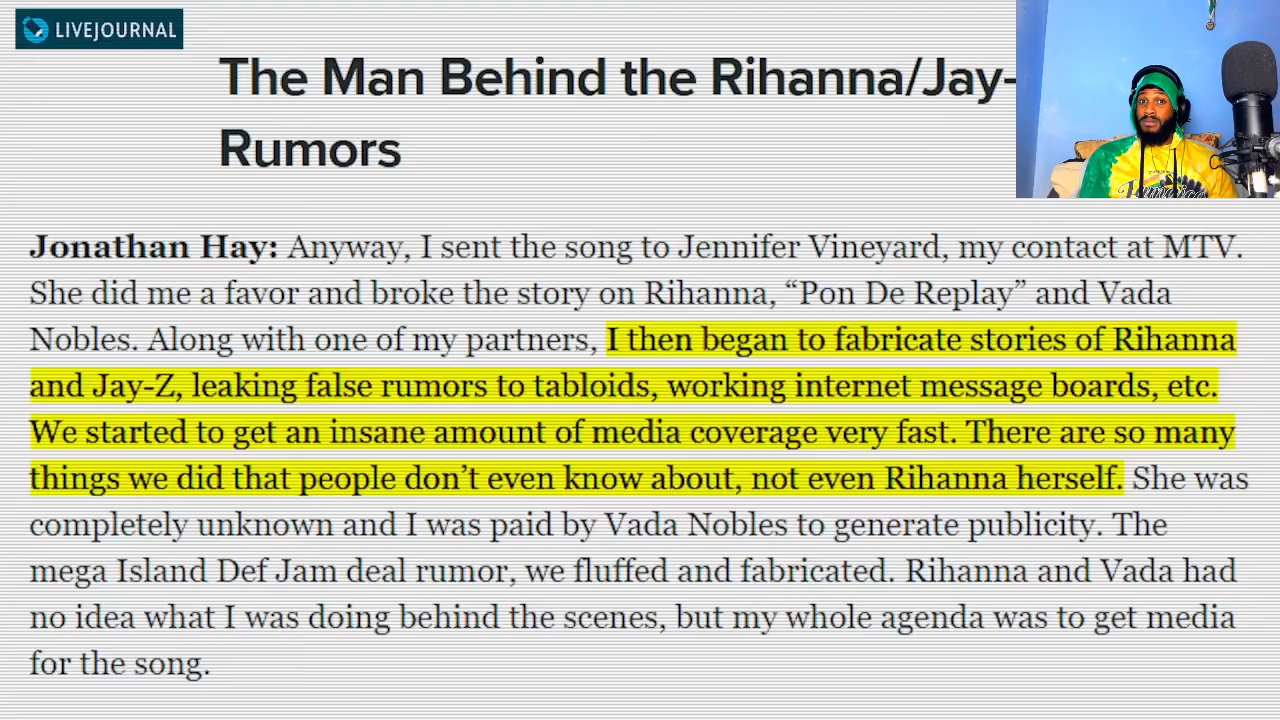 LIVEJOURNAL
The Man Behind the Rihanna/Jay-
Rumors
Jonathan Hay: Anyway, I sent the song to Jennifer Vineyard, my contact at MTV.
She did me a favor and broke the story on Rihanna, “Pon De Replay” and Vada
Nobles. Along with one of my partners, I then began to fabricate stories of Rihanna
and Jay-Z, leaking false rumors to tabloids, working internet message boards, etc.
We started to get an insane amount of media coverage very fast. There are so many
things we did that people don’t even know about, not even Rihanna herself. She was
completely unknown and I was paid by Vada Nobles to generate publicity. The
mega Island Def Jam deal rumor, we fluffed and fabricated. Rihanna and Vada had
no idea what I was doing behind the scenes, but my whole agenda was to get media
for the song.
Jamaica